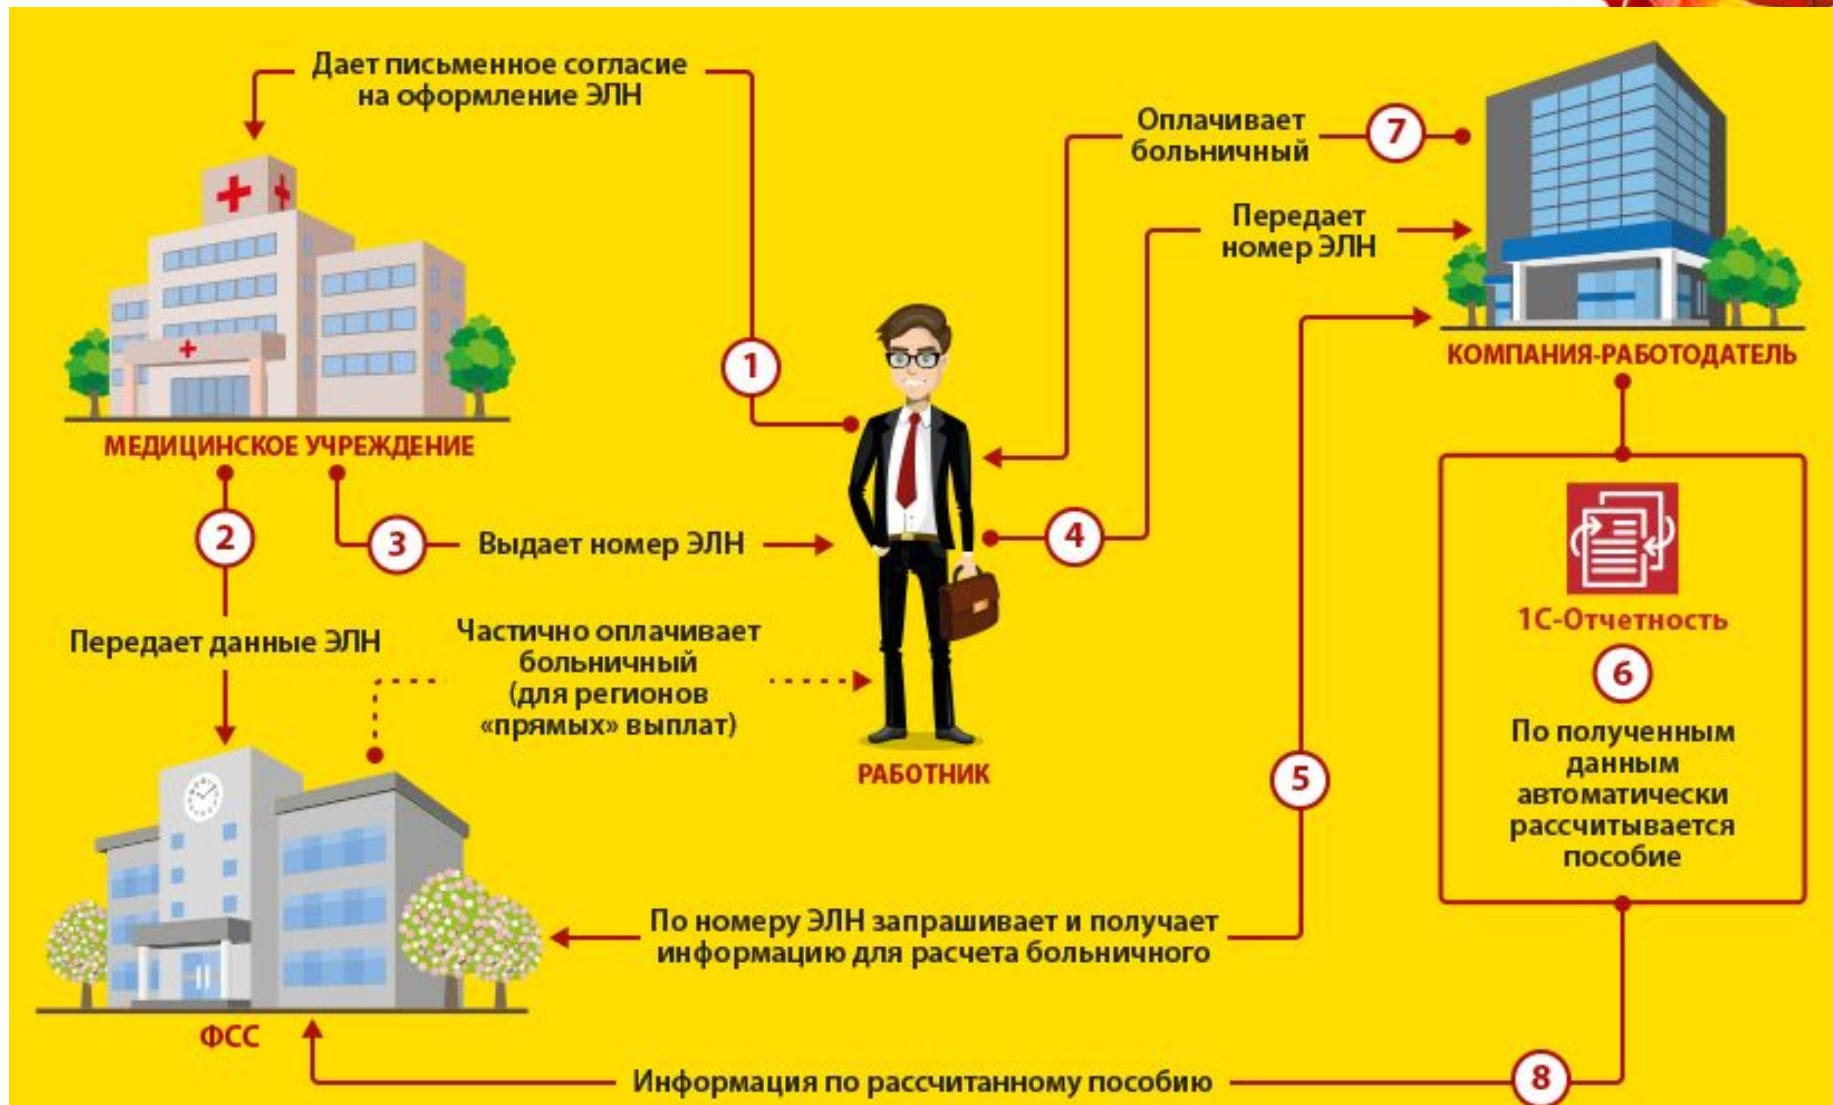 Дает письменное согласие
на оформление ЭЛН
Оплачивает
больничный
7
Передает
номер ЭЛН
1
КОМПАНИЯ-РАБОТОДАТЕЛЬ
МЕДИЦИНСКОЕ УЧРЕЖДЕНИЕ
2
3
Выдает номер ЭЛН
4
Передает данные ЭЛН
Частично оплачивает
больничный
(для регионов
«прямых» выплат)
РАБОТНИК
5
1С-Отчетность
6
По полученным
данным
автоматически
рассчитывается
пособие
По номеру ЭЛН запрашивает и получает
информацию для расчета больничного
ФСС
Информация по рассчитанному пособию
8